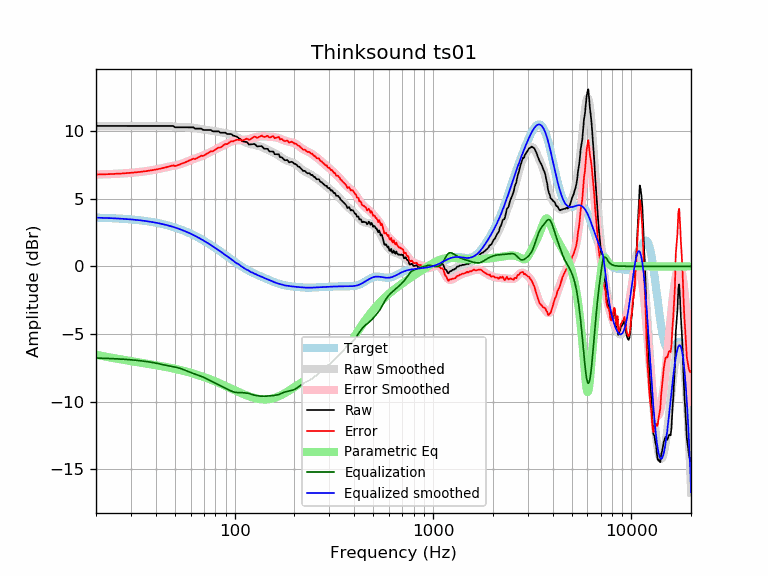 Thinksound ts01
Amplitude (dBr)
10
5
0
−5
−10
−15
Target
Raw Smoothed
Error Smoothed
Raw
Error
Parametric Eq
Equalization
Equalized smoothed
100
1000
10000
Frequency (Hz)